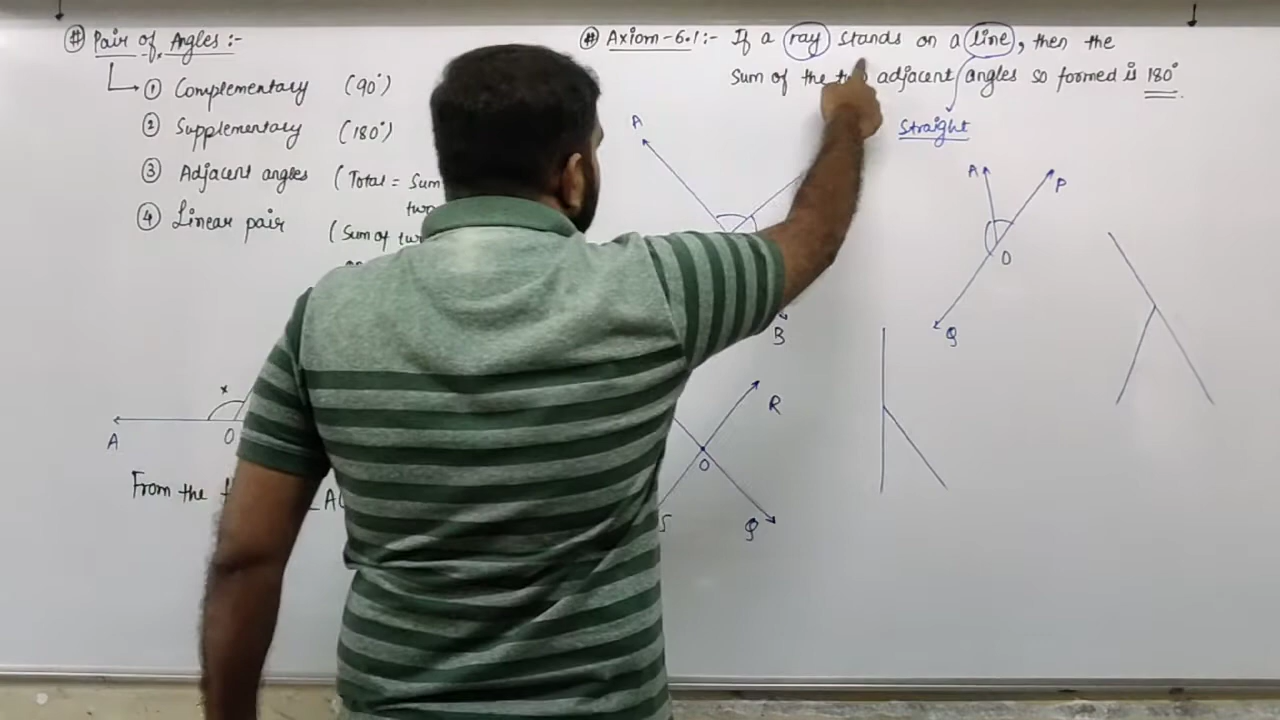 # Pair of Angles :-
① Complementary (90°)
② Supplementary (180°)
③ Adjacent angles (Total = Sum
④ Linear pair (Sum of
x
A
O
From the
# Axiom-6.1 :- If a ray stands on a line, then the
Sum of the two adjacent angles so formed is 180°.
Straight
A
B
A
P
O
Q
R
O
S
Q